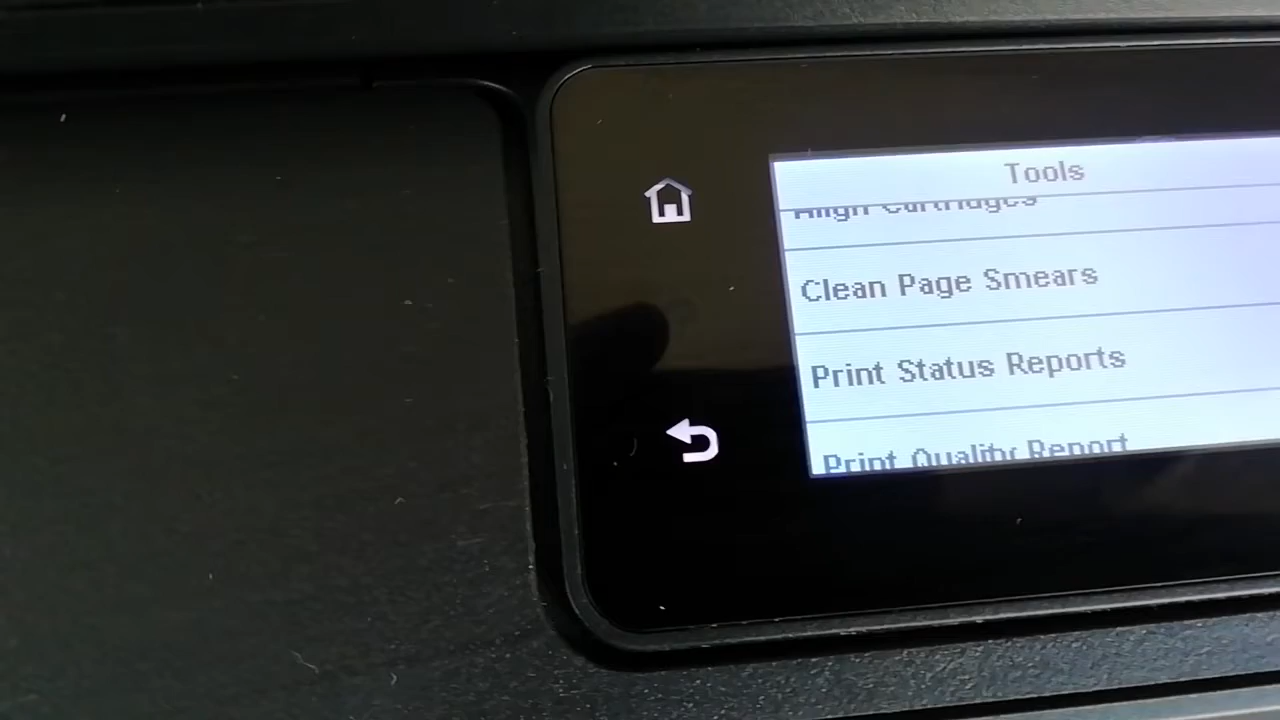 Tools
Align Cartridges
Clean Page Smears
Print Status Reports
Print Quality Report